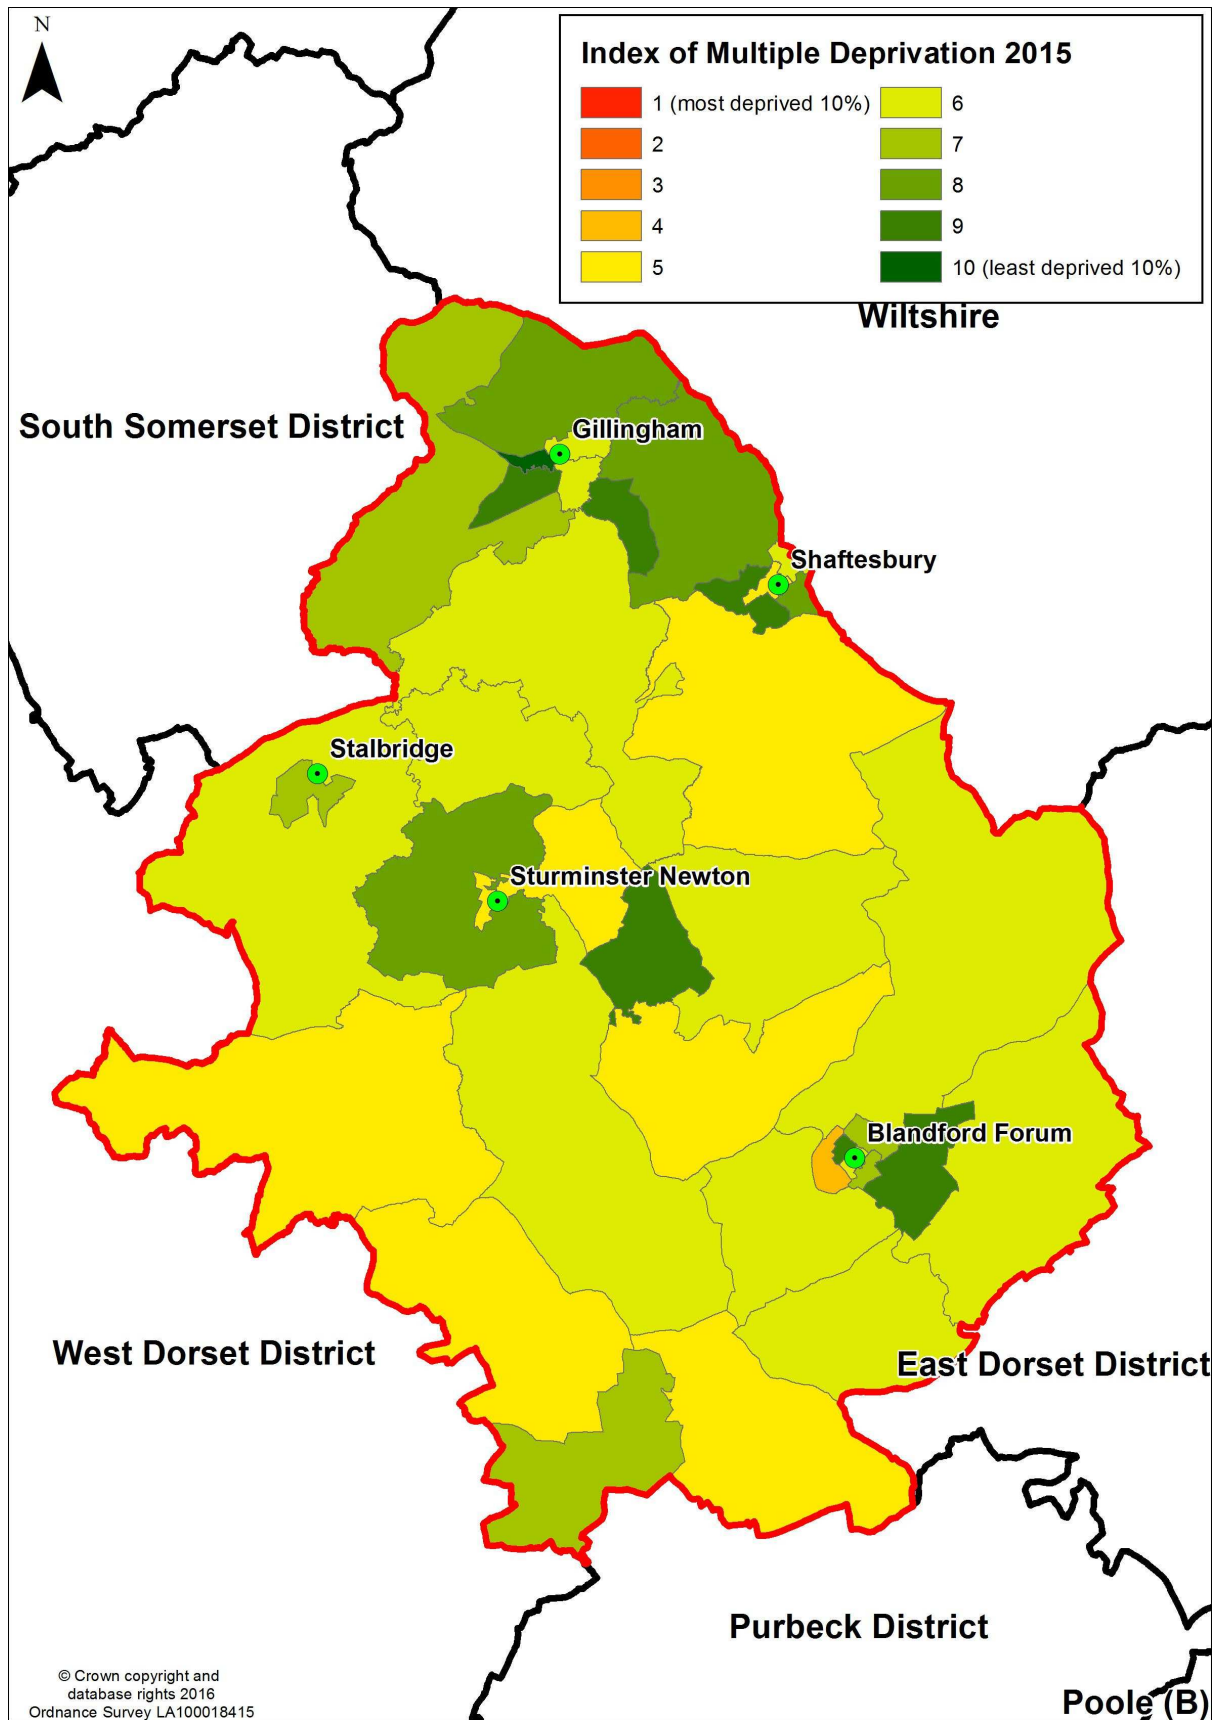 N
Index of Multiple Deprivation 2015
1 (most deprived 10%)
2
3
4
5
6
7
8
9
10 (least deprived 10%)
Wiltshire
South Somerset District
Gillingham
Shaftesbury
Stalbridge
Sturminster Newton
Blandford Forum
West Dorset District
East Dorset District
Purbeck District
Poole (B)
© Crown copyright and
database rights 2016
Ordnance Survey LA100018415